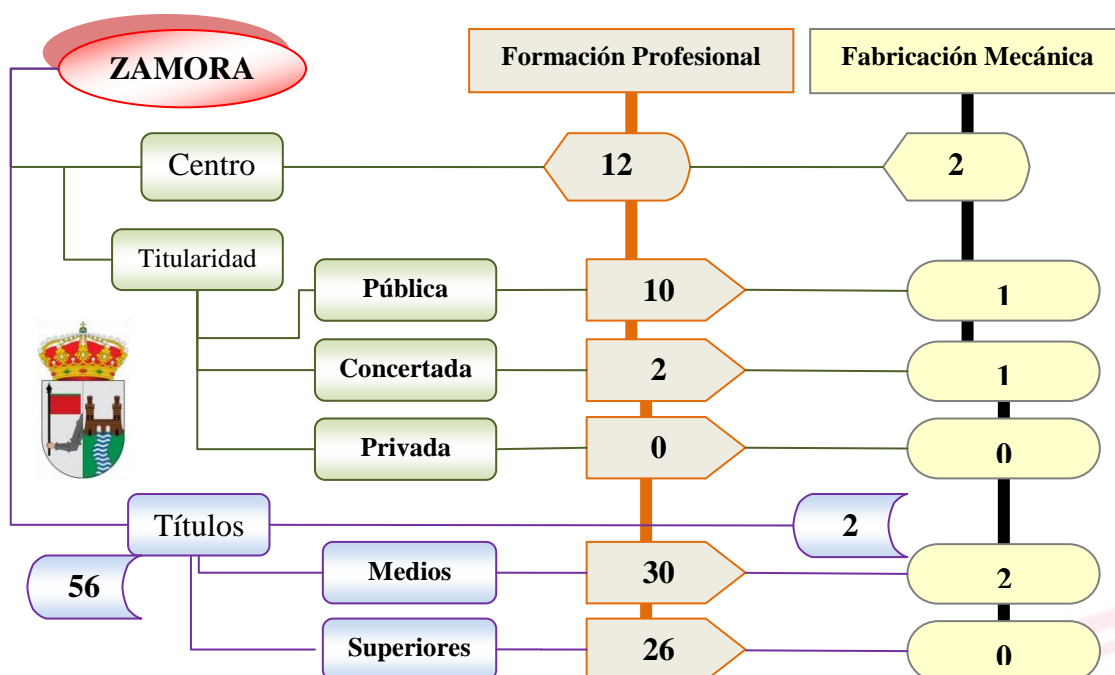 ZAMORA
Formación Profesional
Fabricación Mecánica
Centro
12
2
Titularidad
Pública
10
1
Concertada
2
1
Privada
0
0
Títulos
2
56
Medios
30
2
Superiores
26
0